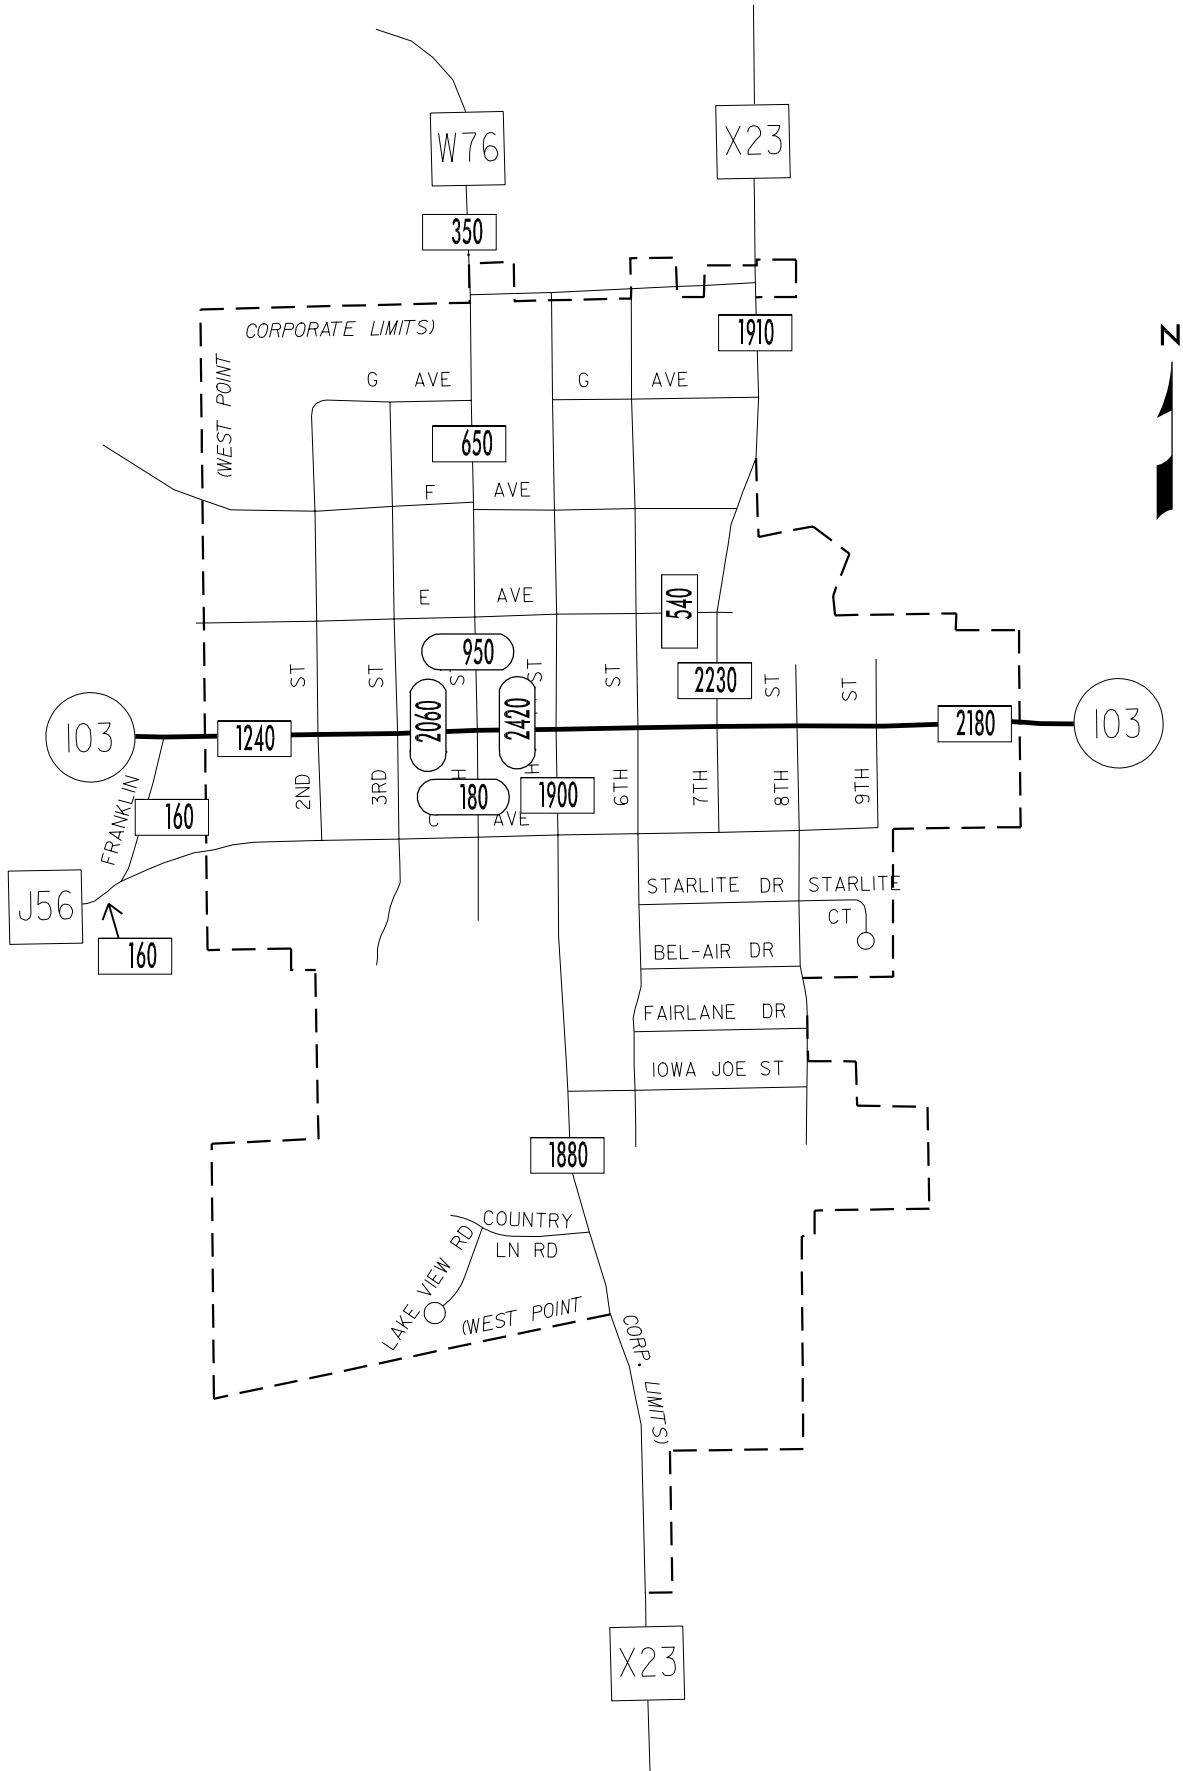 W76
X23
350
N
CORPORATE LIMITS)
1910
(WEST POINT
G AVE
G AVE
650
F AVE
E AVE
540
950
ST
ST
ST
ST
2230
ST
ST
2060
2420
103
1240
2180
103
2ND
3RD
H
H
6TH
7TH
8TH
9TH
180
1900
FRANKLIN
160
C AVE
STARLITE DR
STARLITE
CT
J56
160
BEL-AIR DR
FAIRLANE DR
IOWA JOE ST
1880
COUNTRY
LN RD
LAKE VIEW RD
(WEST POINT
CORP. LIMITS)
X23